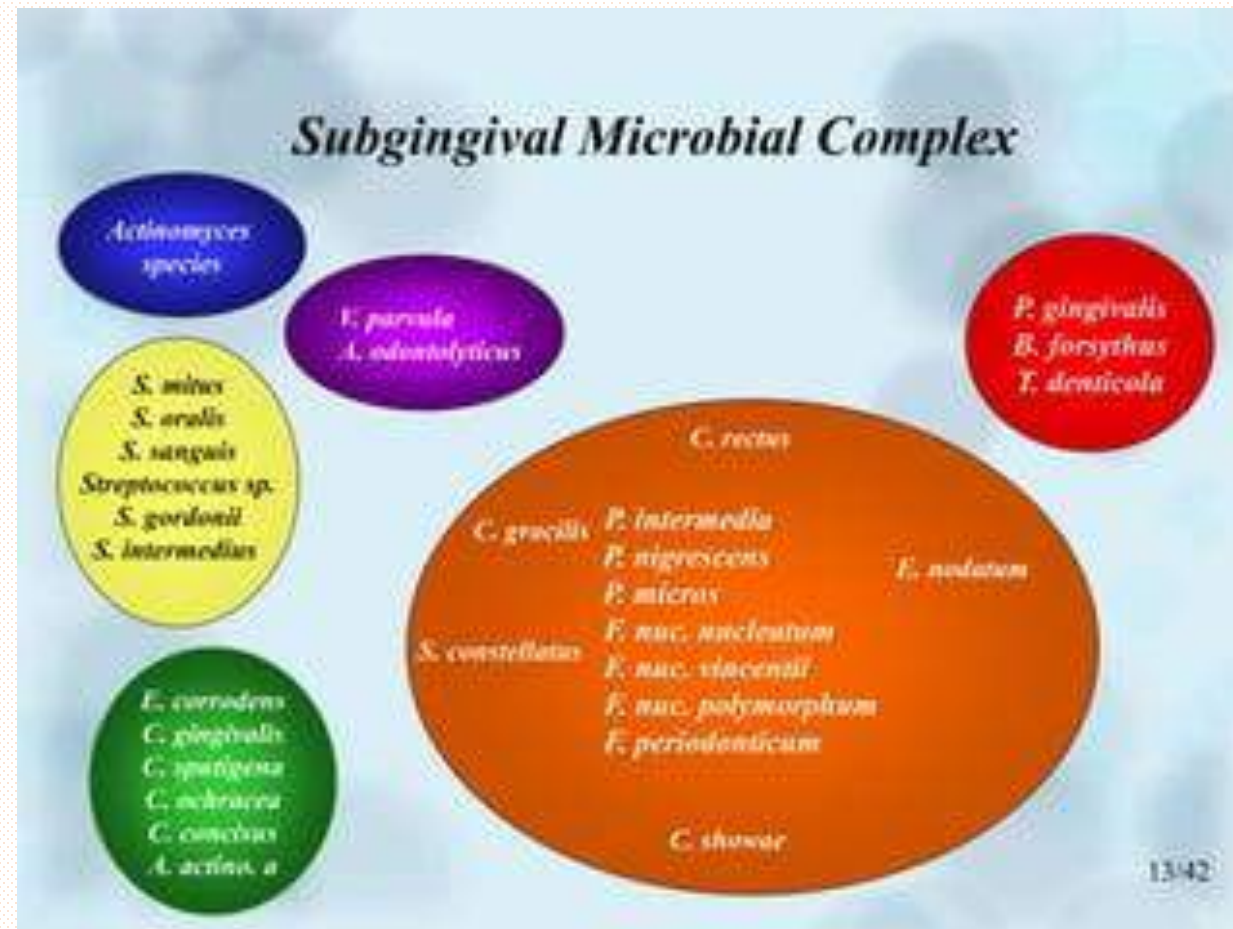 Subgingival Microbial Complex
Actinomyces
species
V. parvula
A. odontolyticus
S. mitus
S. oralis
S. sanguis
Streptococcus sp.
S. gordonii
S. intermedius
E. corrodens
C. gingivalis
C. sputigena
C. ochracea
C. concisus
A. actino. a
C. rectus
C. gracilis
P. intermedia
P. nigrescens
P. micros
F. nuc. nucleatum
F. nuc. vincentii
F. nuc. polymorphum
F. periodonticum
E. nodatum
S. constellatus
C. showae
P. gingivalis
B. forsythus
T. denticola
13/42